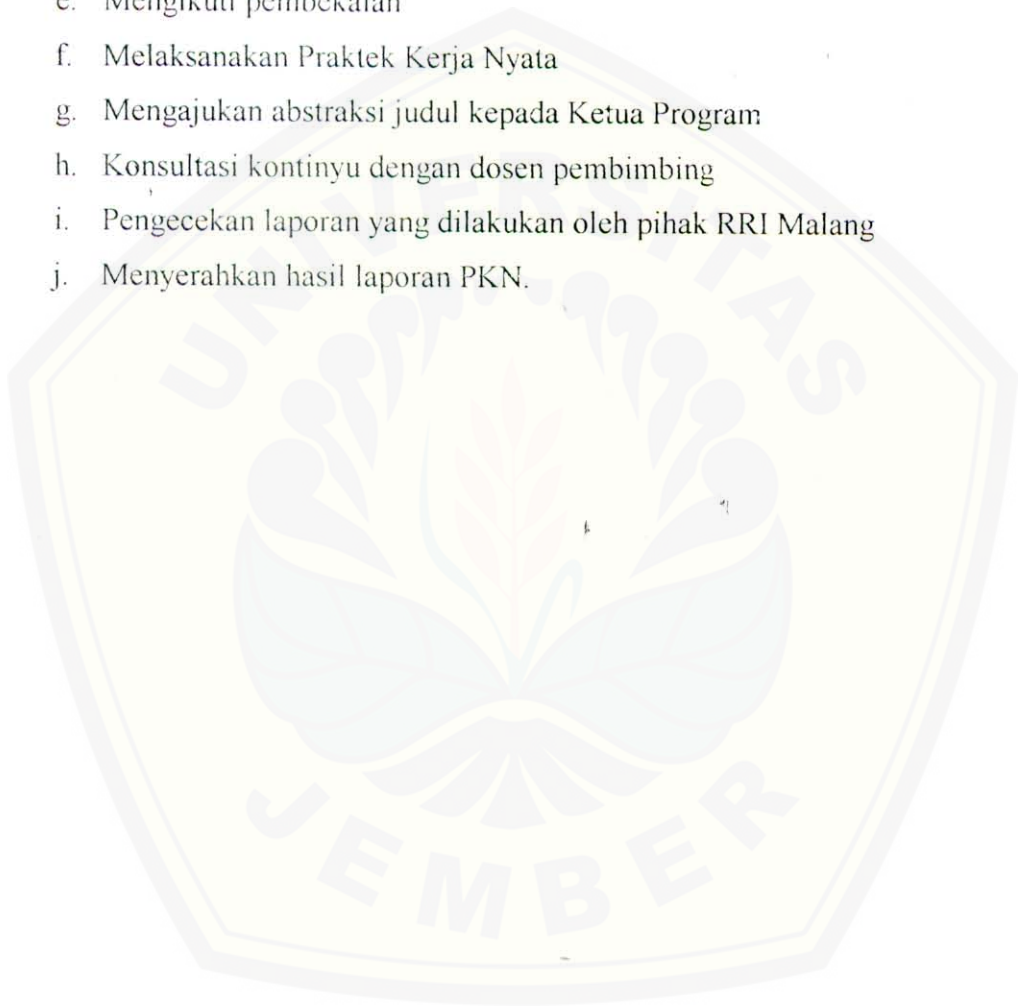 e. Mengikuti pembekalan
f. Melaksanakan Praktek Kerja Nyata
g. Mengajukan abstraksi judul kepada Ketua Program
h. Konsultasi kontinyu dengan dosen pembimbing
i. Pengecekan laporan yang dilakukan oleh pihak RRI Malang
j. Menyerahkan hasil laporan PKN.
UNIVERSITAS
JEMBER